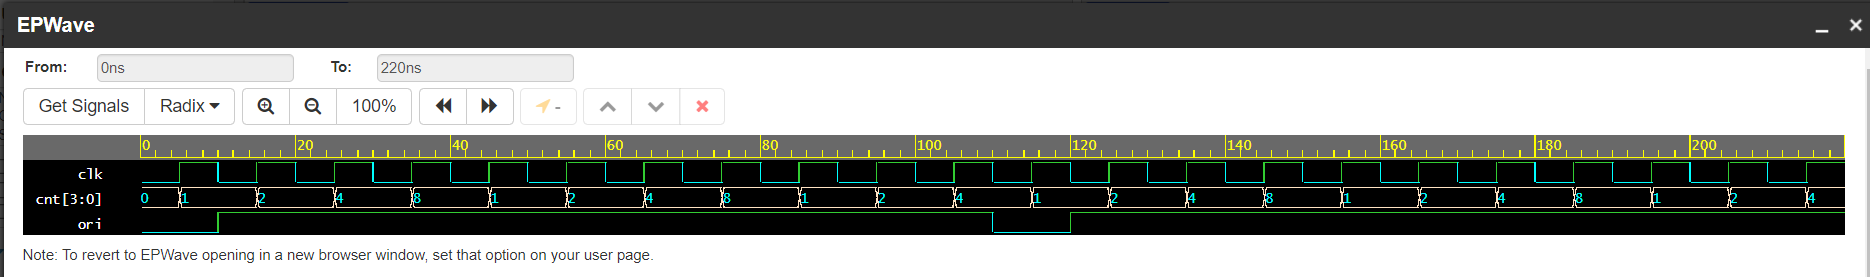 EPWave
From: 0ns To: 220ns
Get Signals Radix 100% -
0 20 40 60 80 100 120 140 160 180 200
clk
cnt[3:0] 0 1 2 4 8 1 2 4 8 1 2 4 1 2 4 8 1 2 4 8 1 2 4
ori
Note: To revert to EPWave opening in a new browser window, set that option on your user page.